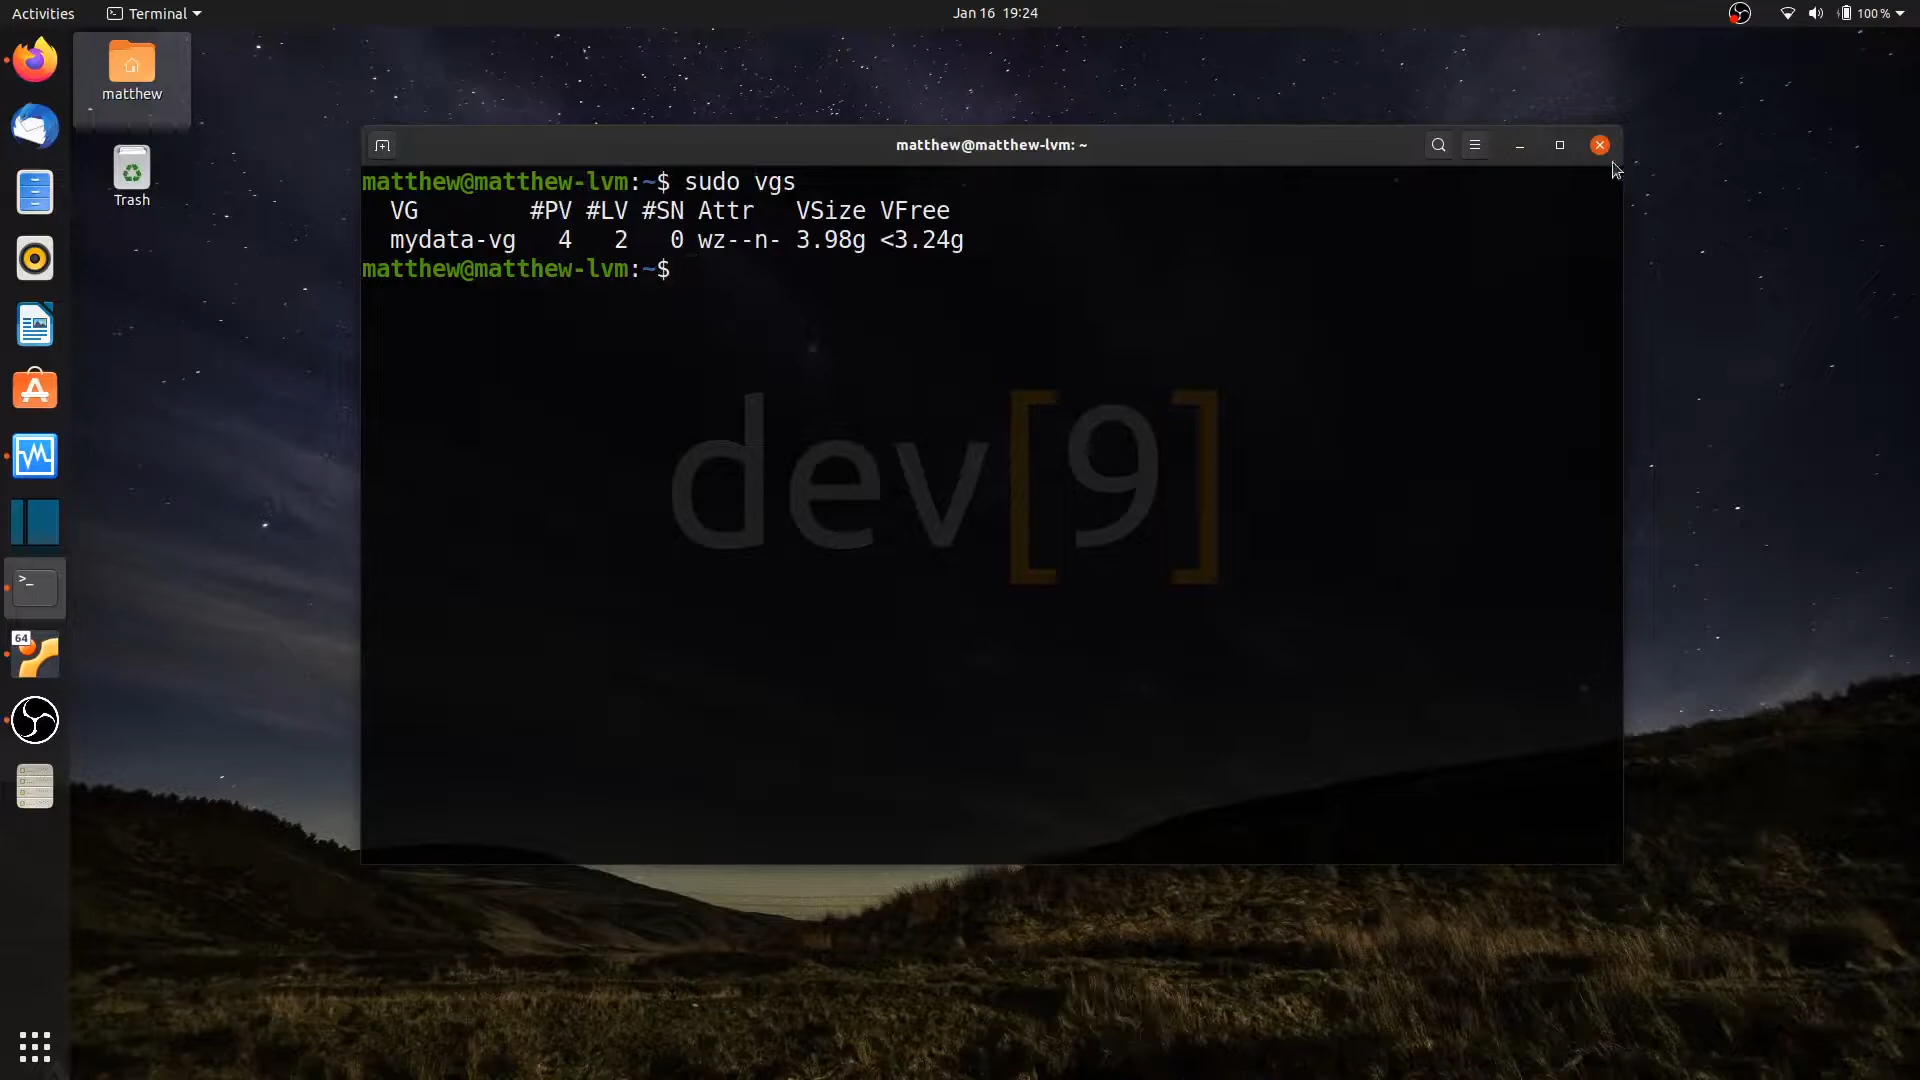 Activities Terminal Jan 16 19:24 100 %
matthew
Trash
matthew@matthew-lvm: ~
matthew@matthew-lvm:~$ sudo vgs
VG #PV #LV #SN Attr VSize VFree
mydata-vg 4 2 0 wz--n- 3.98g <3.24g
matthew@matthew-lvm:~$
dev[9]
>_
64